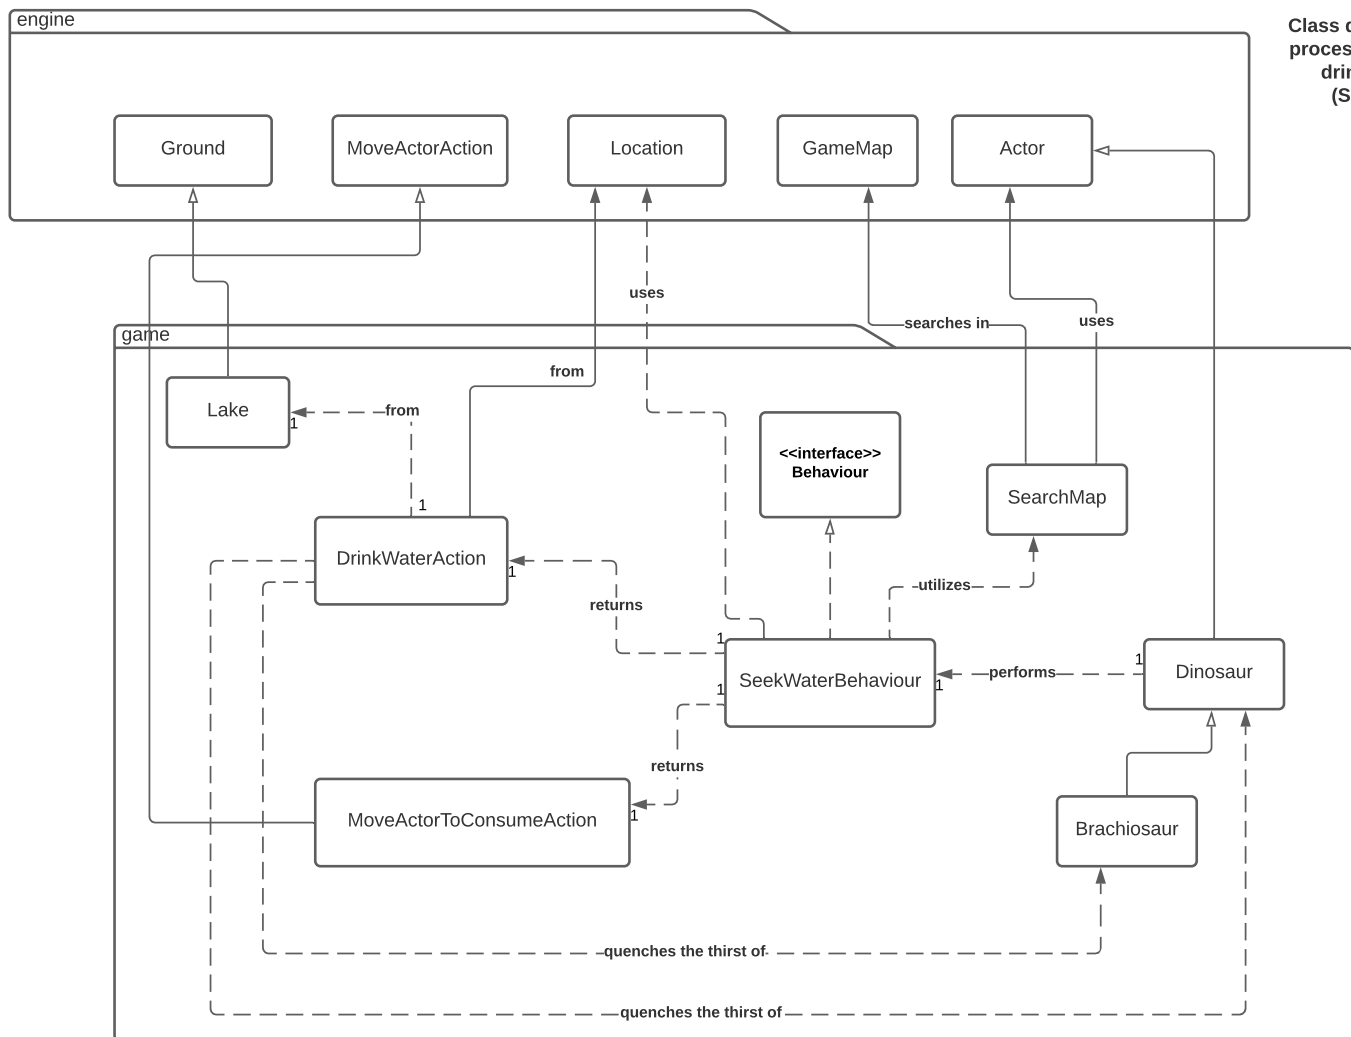 engine
Class
proces
(S
Ground
MoveActorAction
Location
GameMap
Actor
uses
searches in
uses
game
from
Lake
from
1
<<interface>>
Behaviour
SearchMap
1
DrinkWaterAction
1
utilizes
returns
1
SeekWaterBehaviour
1
1
performs
1
Dinosaur
returns
MoveActorToConsumeAction
1
Brachiosaur
quenches the thirst of
quenches the thirst of